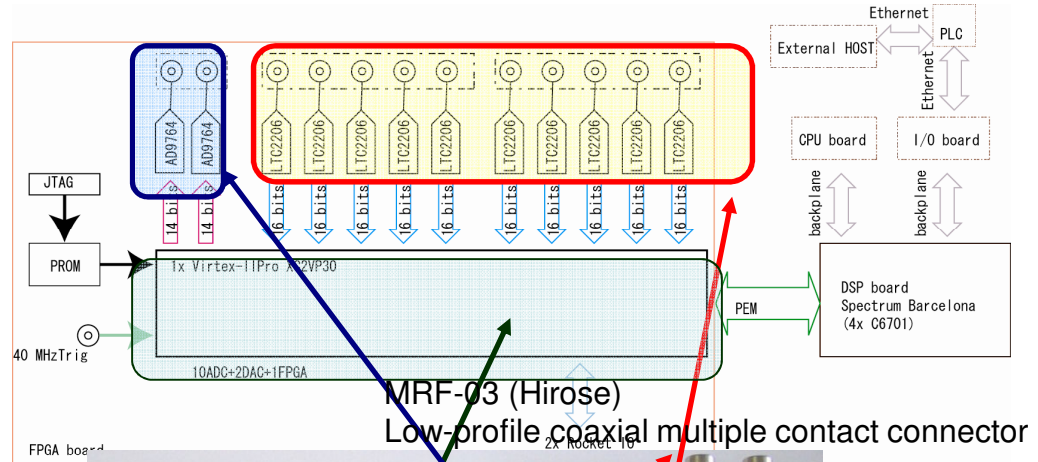 Ethernet
External HOST
PLC
Ethernet
AD9764
AD9764
LTC2206
LTC2206
LTC2206
LTC2206
LTC2206
LTC2206
LTC2206
LTC2206
LTC2206
LTC2206
CPU board
I/O board
JTAG
14 bits
14 bits
16 bits
16 bits
16 bits
16 bits
16 bits
16 bits
16 bits
16 bits
16 bits
16 bits
backplane
backplane
PROM
1x Virtex-IIPro XC2VP30
DSP board
Spectrum Barcelona
(4x C6701)
PEM
40 MHzTrig
10ADC+2DAC+1FPGA
MRF-03 (Hirose)
Low-profile coaxial multiple contact connector
2x Rocket IO
FPGA board